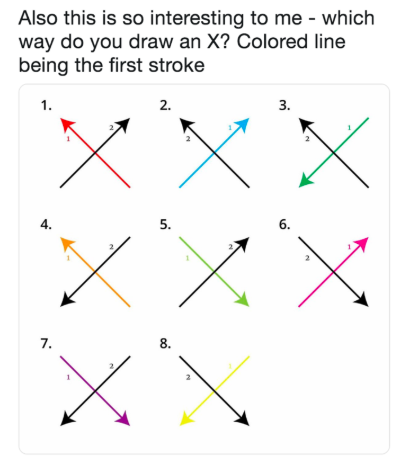 Also this is so interesting to me - which
way do you draw an X? Colored line
being the first stroke
1. 2. 3.
1 2 2 1 2 1
4. 5. 6.
1 2 1 2 2 1
7. 8.
1 2 2 1